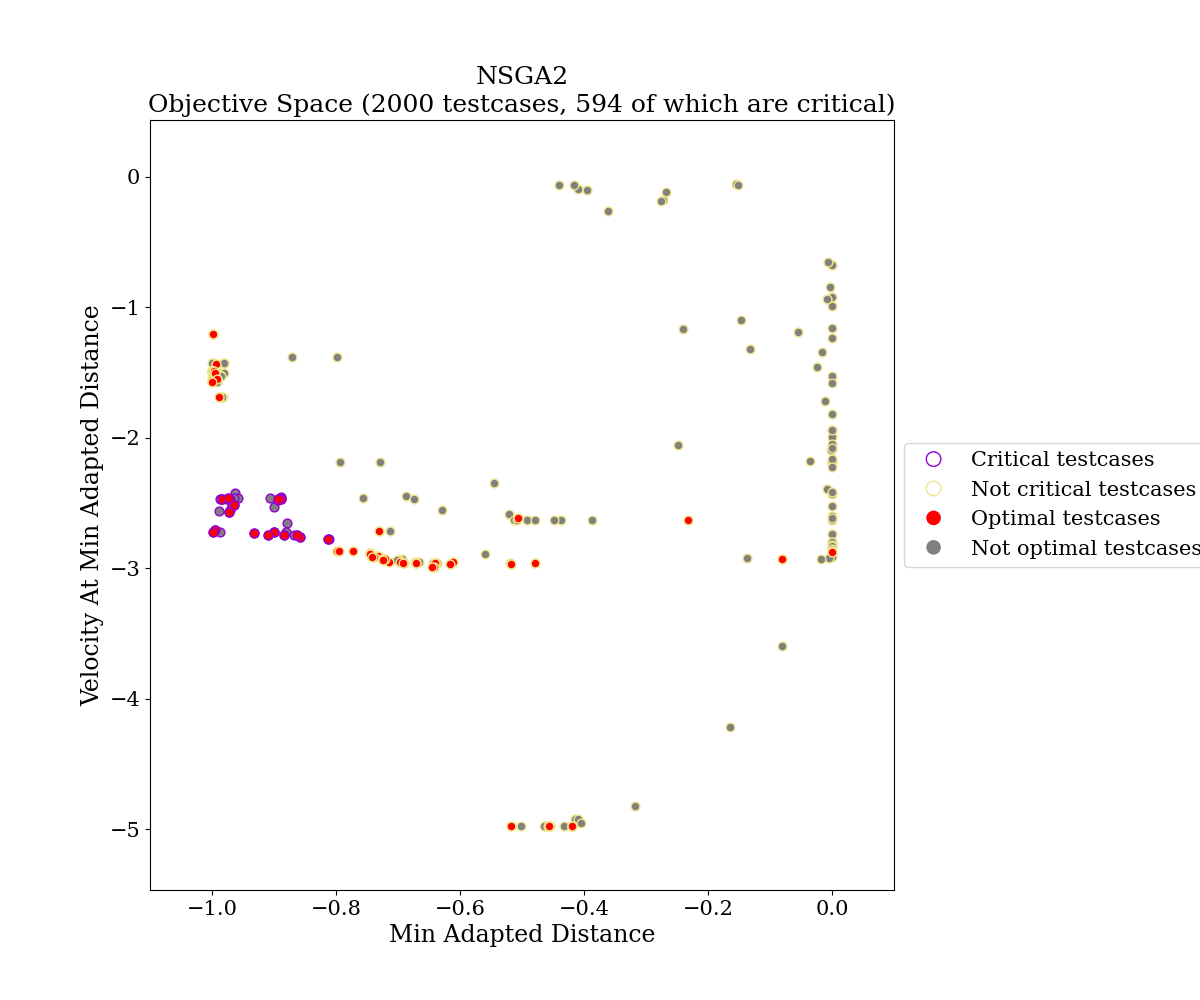 NSGA2
Objective Space (2000 testcases, 594 of which are critical)
0
−1
−2
−3
−4
−5
Velocity At Min Adapted Distance
−1.0
−0.8
−0.6
−0.4
−0.2
0.0
Min Adapted Distance
Critical testcases
Not critical testcases
Optimal testcases
Not optimal testcases